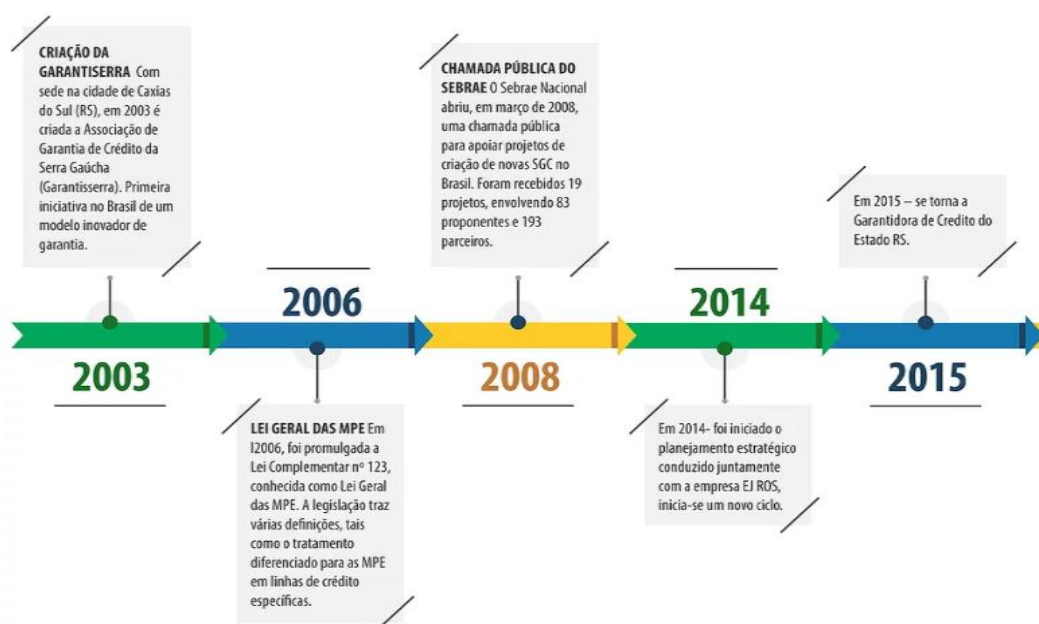 CRIAÇÃO DA
GARANTISERRA Com
sede na cidade de Caxias
do Sul (RS), em 2003 é
criada a Associação de
Garantia de Crédito da
Serra Gaúcha
(Garantisserra). Primeira
iniciativa no Brasil de um
modelo inovador de
garantia.
2003
2006
LEI GERAL DAS MPE Em
l2006, foi promulgada a
Lei Complementar nº 123,
conhecida como Lei Geral
das MPE. A legislação traz
várias definições, tais
como o tratamento
diferenciado para as MPE
em linhas de crédito
específicas.
CHAMADA PÚBLICA DO
SEBRAE O Sebrae Nacional
abriu, em março de 2008,
uma chamada pública
para apoiar projetos de
criação de novas SGC no
Brasil. Foram recebidos 19
projetos, envolvendo 83
proponentes e 193
parceiros.
2008
2014
Em 2014- foi iniciado o
planejamento estratégico
conduzido juntamente
com a empresa EJ ROS,
inicia-se um novo ciclo.
Em 2015 – se torna a
Garantidora de Credito do
Estado RS.
2015